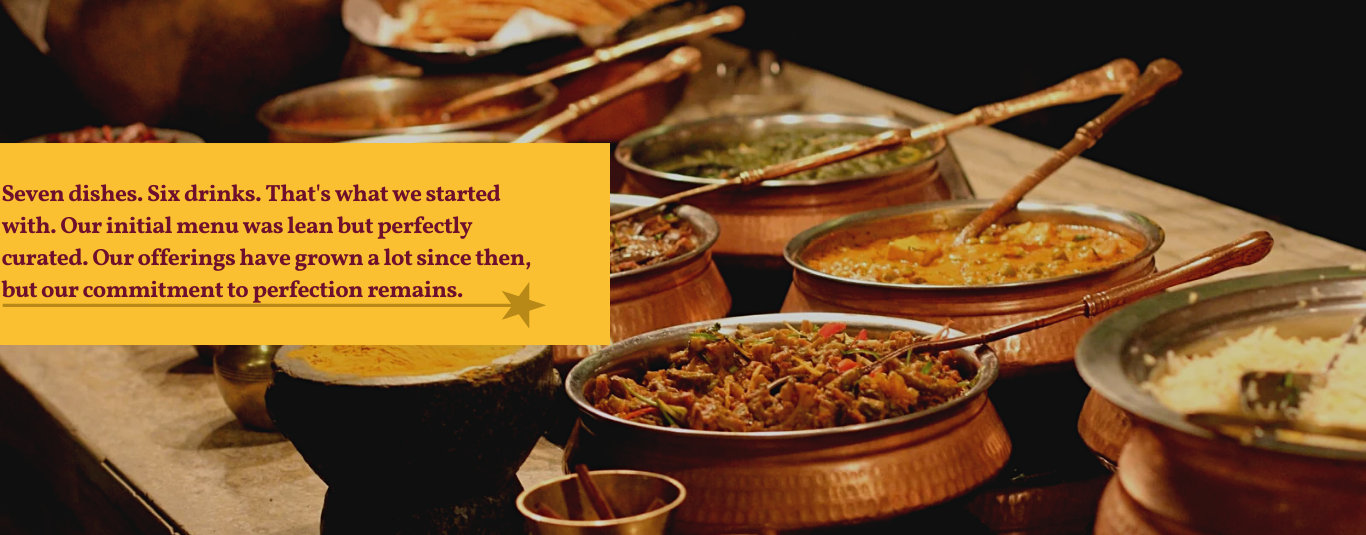 Seven dishes. Six drinks. That's what we started
with. Our initial menu was lean but perfectly
curated. Our offerings have grown a lot since then,
but our commitment to perfection remains.